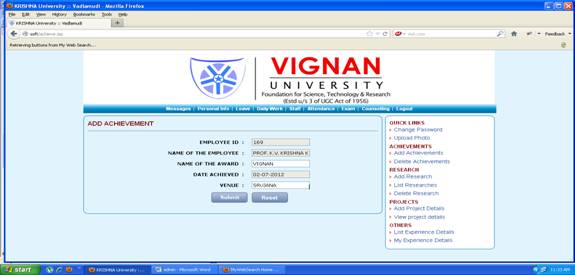 KRISHNA University :: Vadlamudi - Mozilla Firefox
File Edit View History Bookmarks Tools Help
KRISHNA University :: Vadlamudi
Retrieving buttons from My Web Search...
Feedback
VIGNAN
UNIVERSITY
Foundation for Science, Technology & Research
(Estd u/s 3 of UGC Act of 1956)
Messages | Personal Info | Leave | Daily Work | Staff | Attendance | Exam | Counseling | Logout
ADD ACHIEVEMENT
EMPLOYEE ID : 169
NAME OF THE EMPLOYEE : PROF.K.V. KRISHNA K
NAME OF THE AWARD : VIGNAN
DATE ACHIEVED : 02-07-2012
VENUE :
Submit Reset
QUICK LINKS
Change Password
Upload Photo
ACHIEVEMENTS
Add Achievements
Delete Achievements
RESEARCH
Add Research
List Researches
Delete Research
PROJECTS
Add Project Details
View project details
OTHERS
List Experience Details
My Experience Details
start
KRISHNA University :...
admin - Microsoft Word
MyWebSearch Home ...
11:33 AM